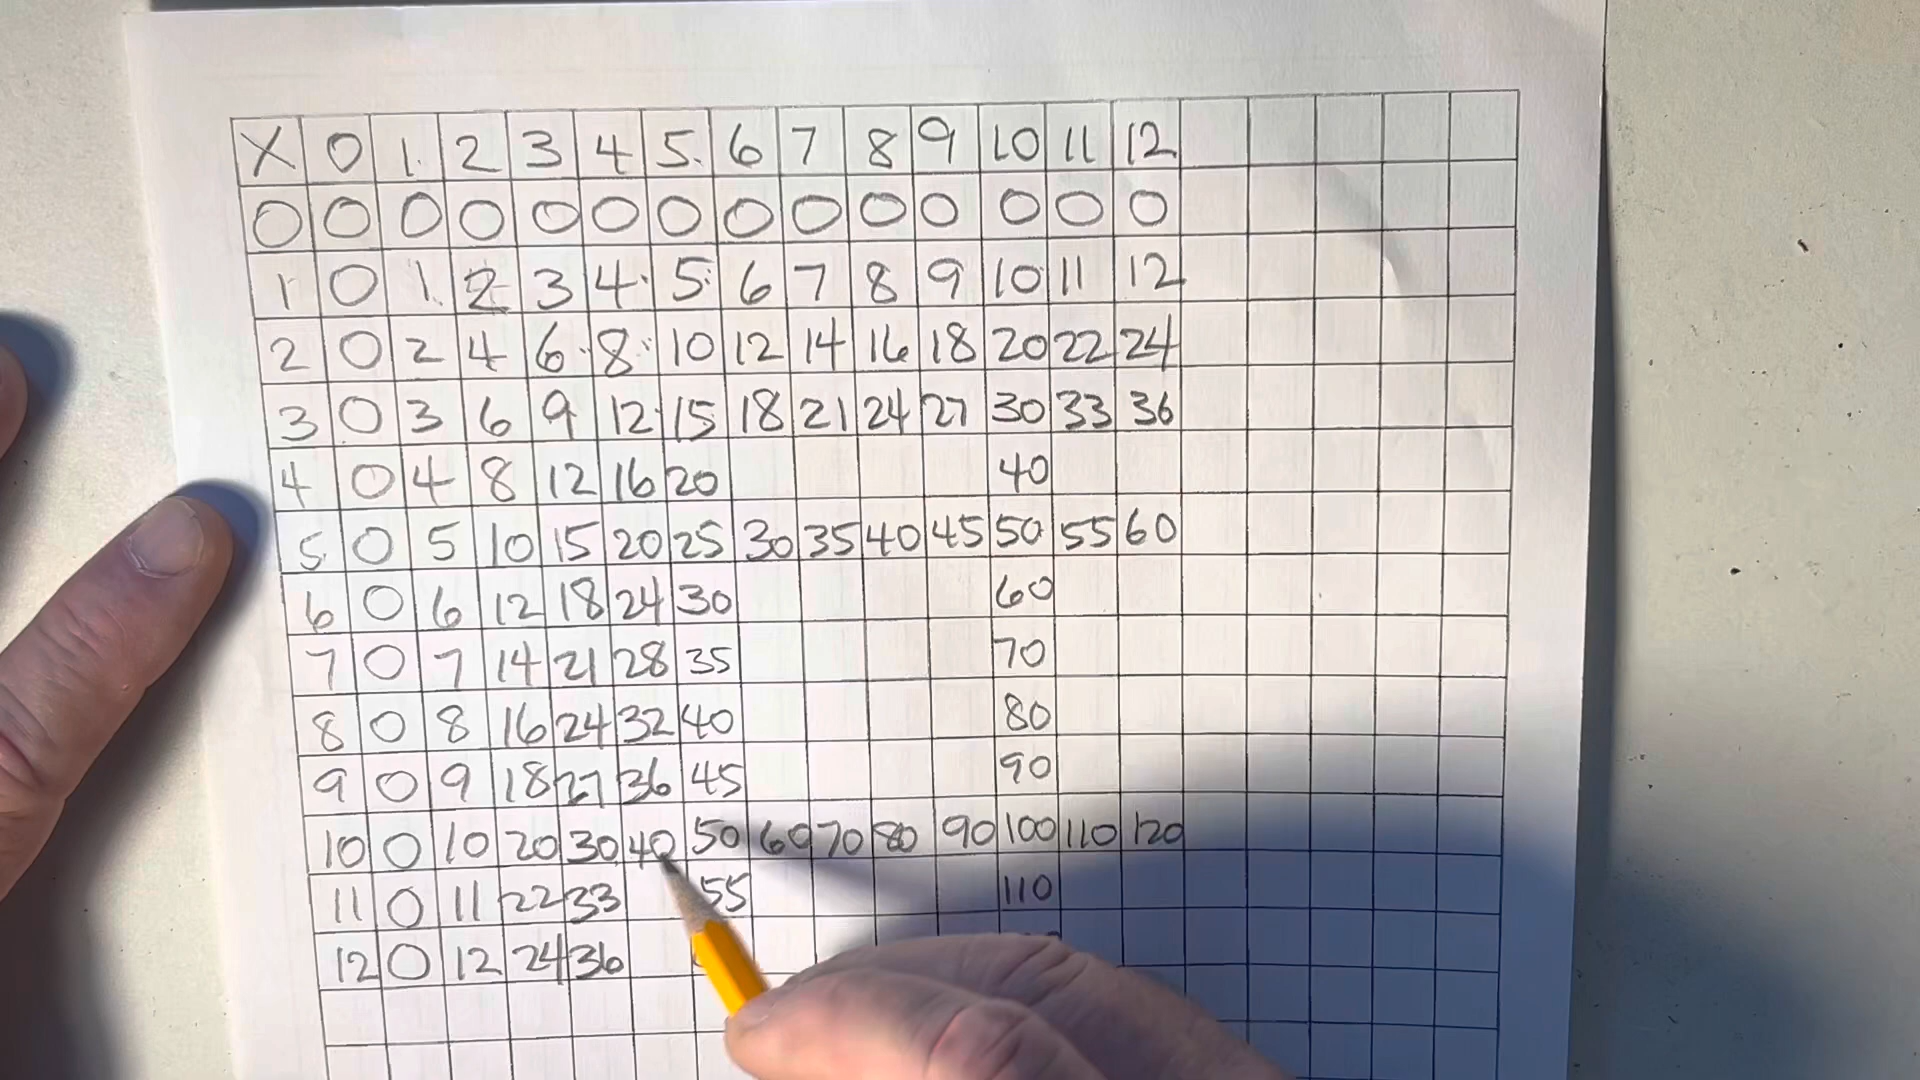 X 0 1 2 3 4 5 6 7 8 9 10 11 12
0 0 0 0 0 0 0 0 0 0 0 0 0 0
1 0 1 2 3 4 5 6 7 8 9 10 11 12
2 0 2 4 6 8 10 12 14 16 18 20 22 24
3 0 3 6 9 12 15 18 21 24 27 30 33 36
4 0 4 8 12 16 20 40
5 0 5 10 15 20 25 30 35 40 45 50 55 60
6 0 6 12 18 24 30 60
7 0 7 14 21 28 35 70
8 0 8 16 24 32 40 80
9 0 9 18 27 36 45 90
10 0 10 20 30 40 50 60 70 80 90 100 110 120
11 0 11 22 33 55 110
12 0 12 24 36